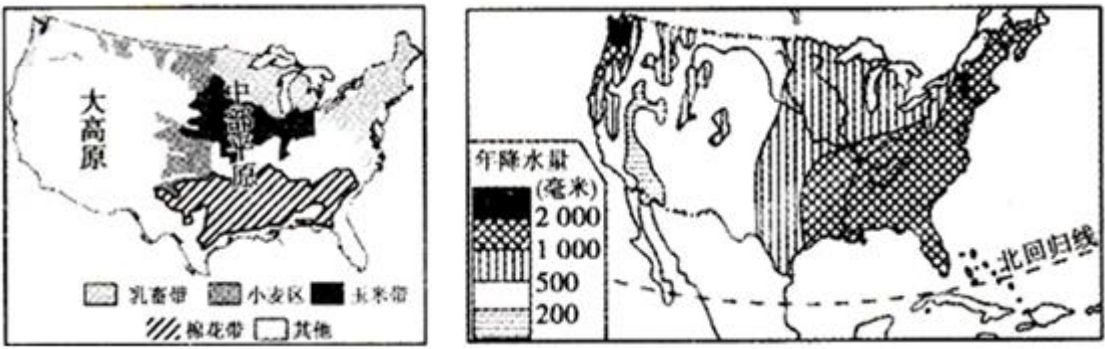 大高原
中部平原
乳畜带
小麦区
玉米带
棉花带
其他
年降水量
(毫米)
2 000
1 000
500
200
北回归线